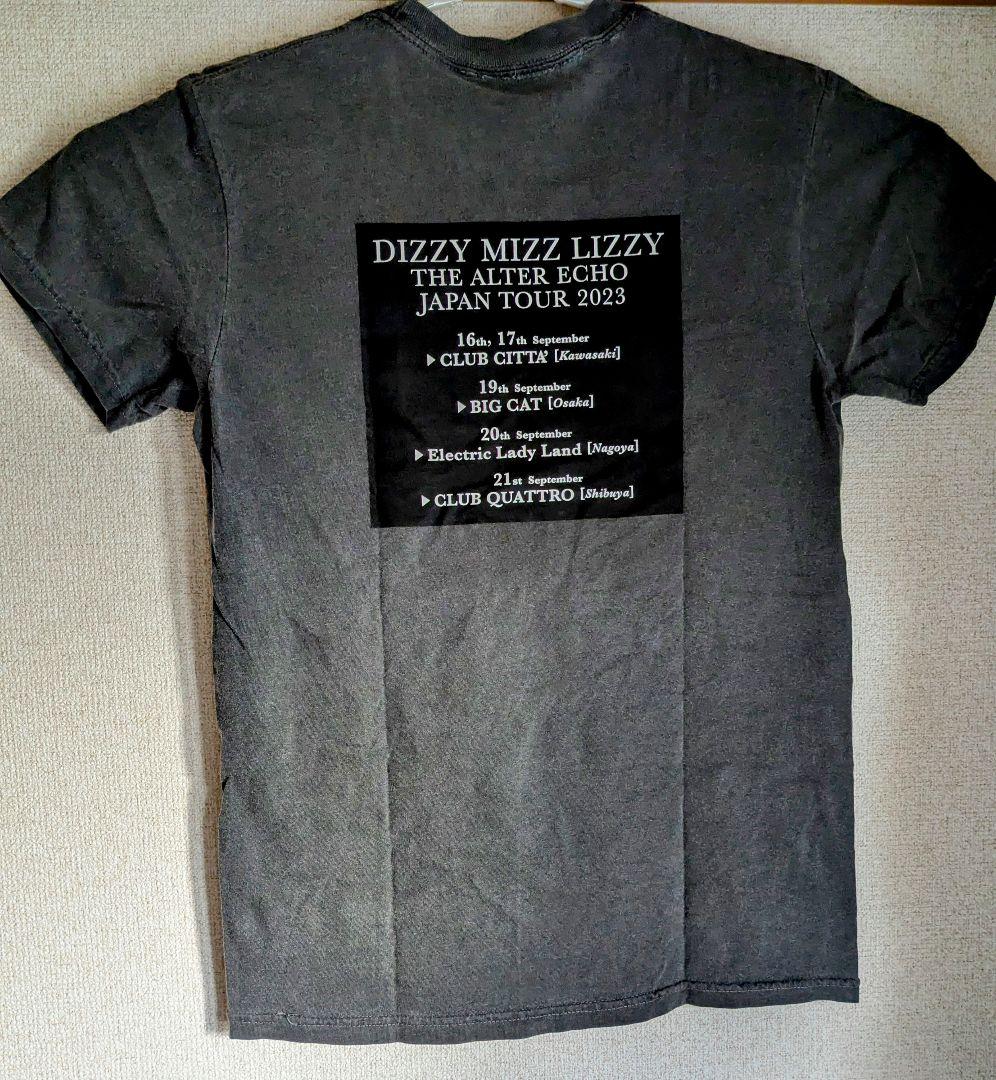 DIZZY MIZZ LIZZY
THE ALTER ECHO
JAPAN TOUR 2023
16th, 17th September
▶CLUB CITTA' [Kawasaki]
19th September
▶BIG CAT [Osaka]
20th September
▶Electric Lady Land [Nagoya]
21st September
▶CLUB QUATTRO [Shibuya]